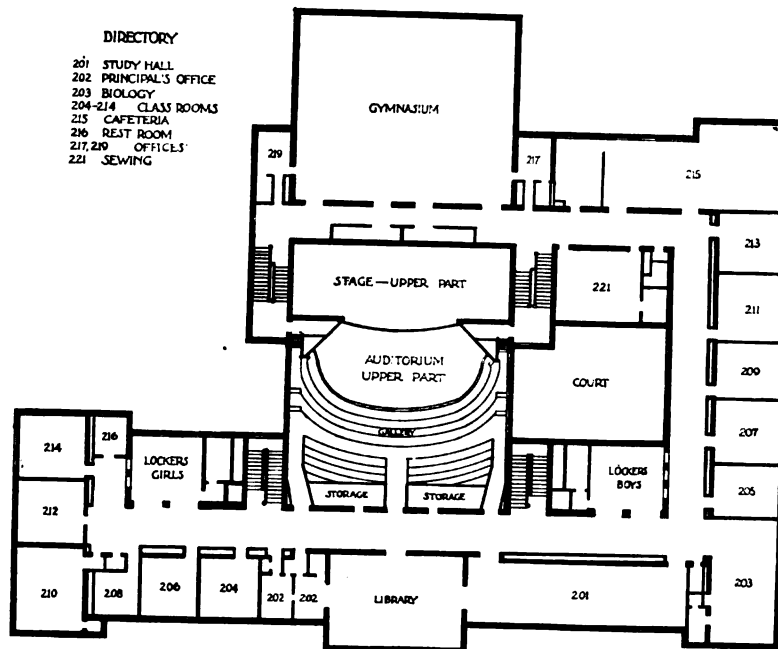 DIRECTORY
201 STUDY HALL
202 PRINCIPAL'S OFFICE
203 BIOLOGY
204-214 CLASS ROOMS
215 CAFETERIA
216 REST ROOM
217, 219 OFFICES
221 SEWING
GYMNASIUM
219
217
215
213
STAGE—UPPER PART
221
211
AUDITORIUM
UPPER PART
COURT
209
GALLERY
207
214
216
LOCKERS
GIRLS
LOCKERS
BOYS
STORAGE
STORAGE
205
212
210
208
206
204
202
202
LIBRARY
201
203